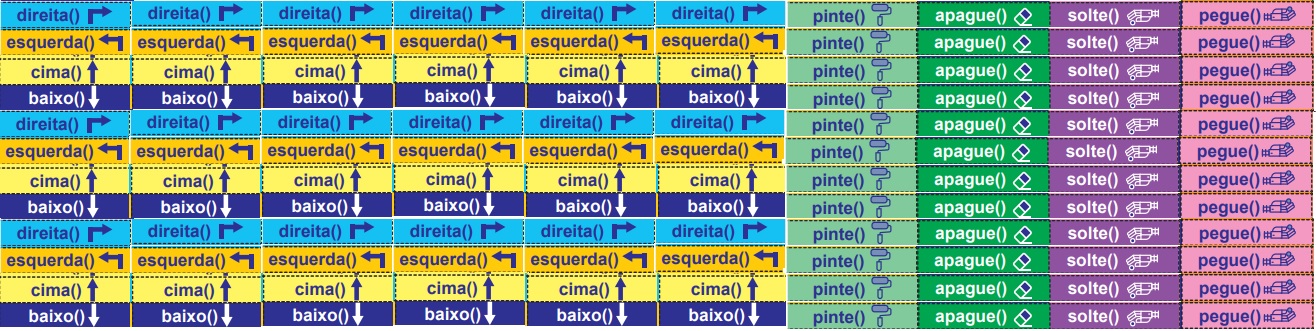 direita() direita() direita() direita() direita() direita() pinte() apague() solte() pegue()
esquerda() esquerda() esquerda() esquerda() esquerda() esquerda() pinte() apague() solte() pegue()
cima() cima() cima() cima() cima() cima() pinte() apague() solte() pegue()
baixo() baixo() baixo() baixo() baixo() baixo() pinte() apague() solte() pegue()
direita() direita() direita() direita() direita() direita() pinte() apague() solte() pegue()
esquerda() esquerda() esquerda() esquerda() esquerda() esquerda() pinte() apague() solte() pegue()
cima() cima() cima() cima() cima() cima() pinte() apague() solte() pegue()
baixo() baixo() baixo() baixo() baixo() baixo() pinte() apague() solte() pegue()
direita() direita() direita() direita() direita() direita() pinte() apague() solte() pegue()
esquerda() esquerda() esquerda() esquerda() esquerda() esquerda() pinte() apague() solte() pegue()
cima() cima() cima() cima() cima() cima() pinte() apague() solte() pegue()
baixo() baixo() baixo() baixo() baixo() baixo() pinte() apague() solte() pegue()